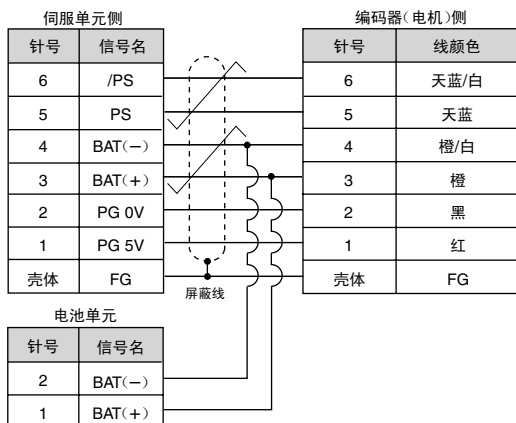 伺服单元侧
针号 信号名
6 /PS
5 PS
4 BAT(−)
3 BAT(+)
2 PG 0V
1 PG 5V
壳体 FG
屏蔽线
编码器(电机)侧
针号 线颜色
6 天蓝/白
5 天蓝
4 橙/白
3 橙
2 黑
1 红
壳体 FG
电池单元
针号 信号名
2 BAT(−)
1 BAT(+)